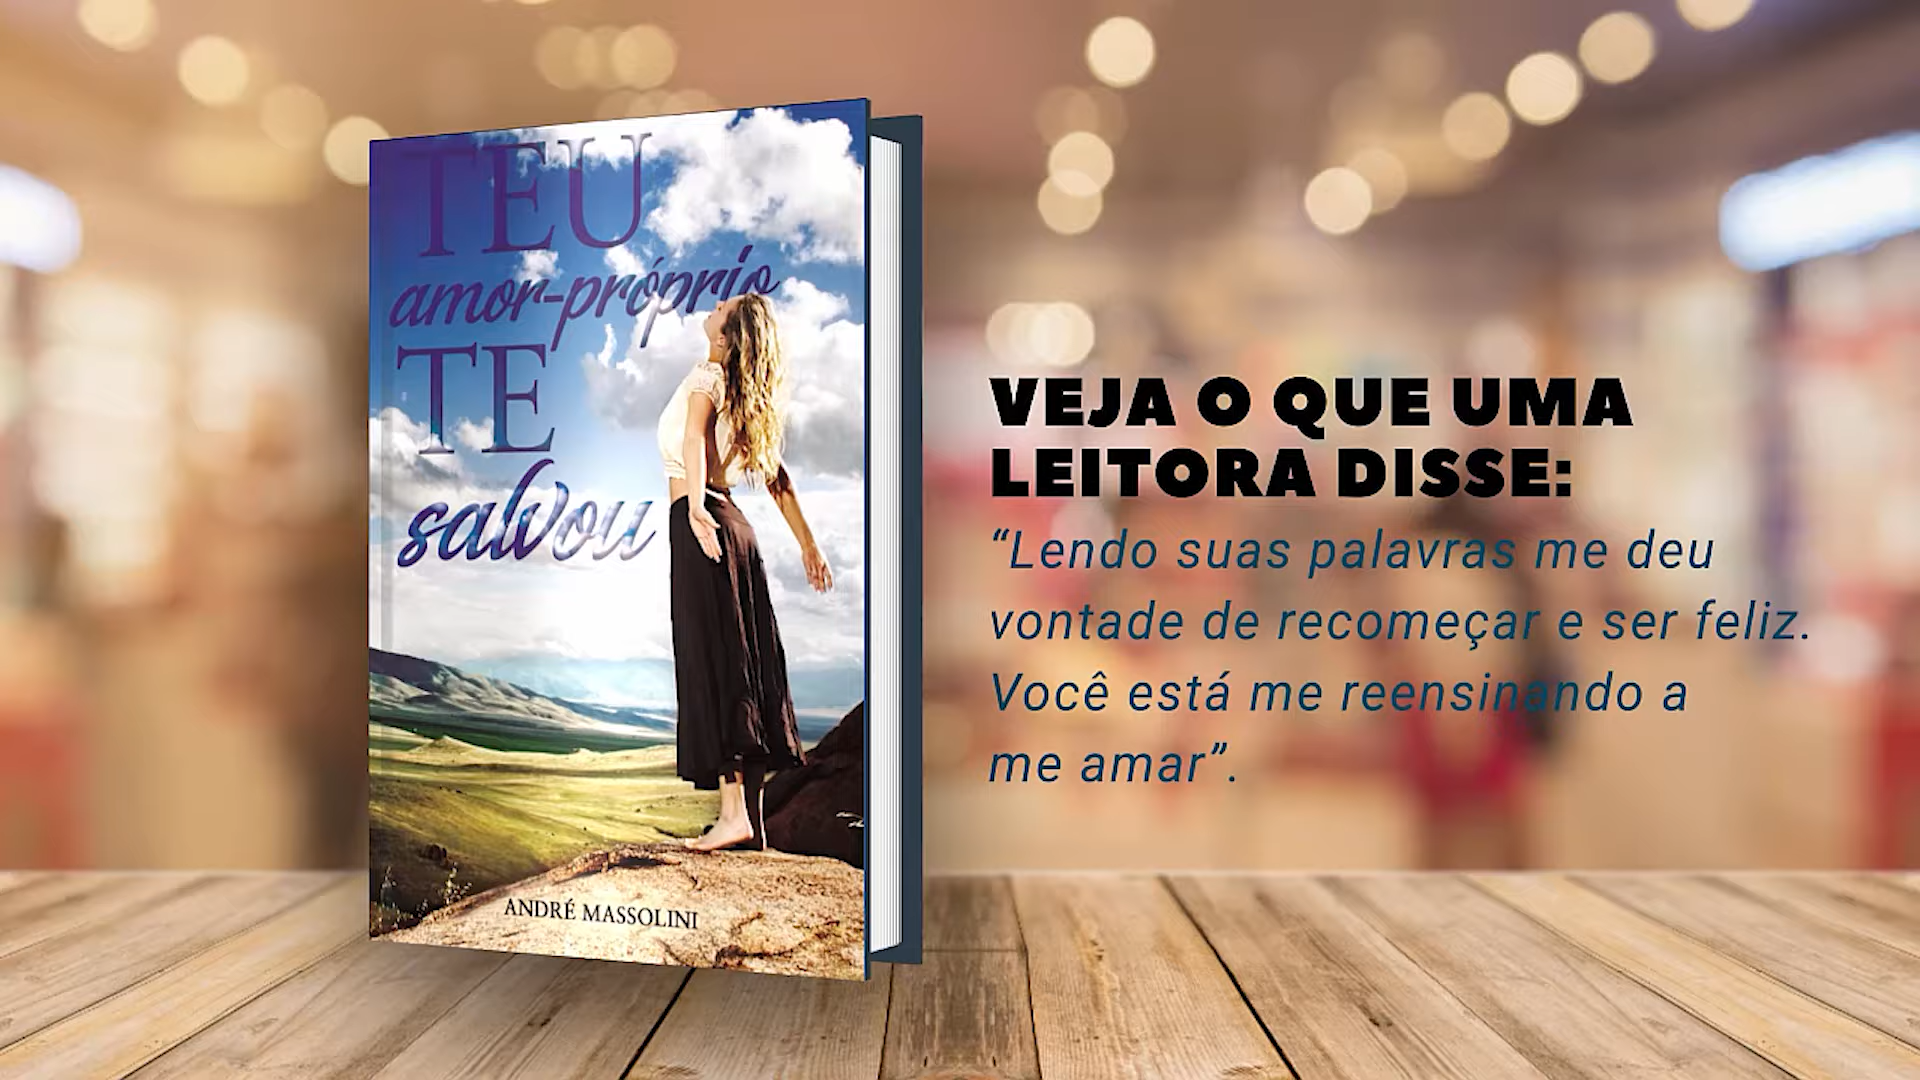 TEU
amor-próprio
TE
salvou
ANDRÉ MASSOLINI
VEJA O QUE UMA
LEITORA DISSE:
“Lendo suas palavras me deu
vontade de recomeçar e ser feliz.
Você está me reensinando a
me amar”.